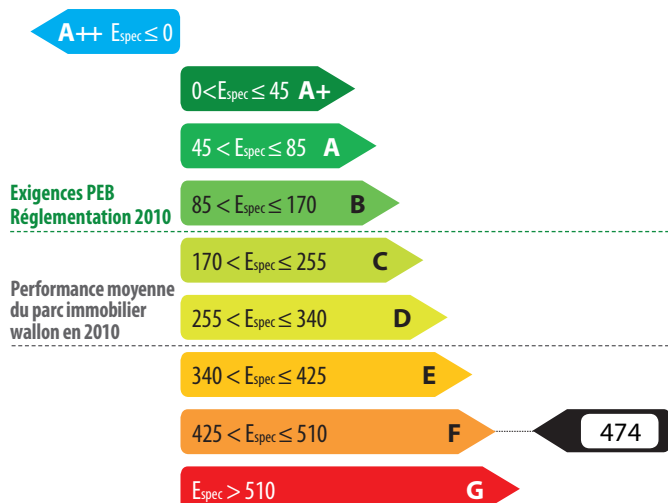 A++ Espec ≤ 0
0 < Espec ≤ 45 A+
45 < Espec ≤ 85 A
Exigences PEB
Réglementation 2010
85 < Espec ≤ 170 B
170 < Espec ≤ 255 C
Performance moyenne
du parc immobilier
wallon en 2010
255 < Espec ≤ 340 D
340 < Espec ≤ 425 E
425 < Espec ≤ 510 F 474
Espec > 510 G